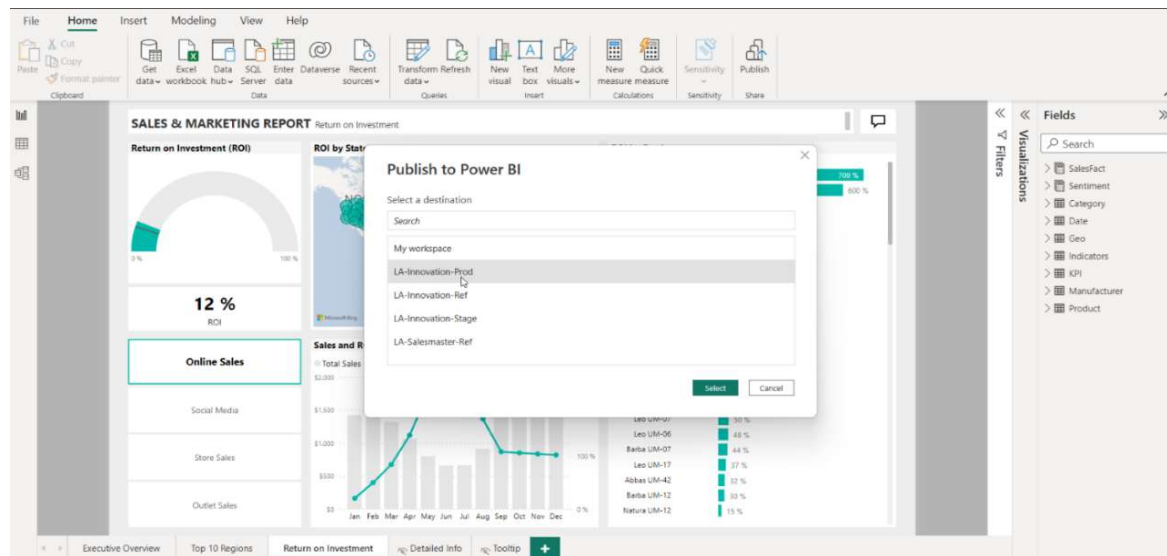 File Home Insert Modeling View Help
Paste
Cut
Copy
Format painter
Clipboard
Get data
Excel workbook
Data hub
SQL Server
Enter data
Dataverse
Recent sources
Data
Transform data
Refresh
Queries
New visual
Text box
More visuals
Insert
New measure
Quick measure
Calculations
Sensitivity
Sensitivity
Publish
Share
SALES & MARKETING REPORT Return on Investment
Return on Investment (ROI)
0 %
100 %
12 %
ROI
Online Sales
Social Media
Store Sales
Outlet Sales
ROI by State
Microsoft Bing
700 %
600 %
Publish to Power BI
Select a destination
Search
My workspace
LA-Innovation-Prod
LA-Innovation-Ref
LA-Innovation-Stage
LA-Salesmaster-Ref
Select
Cancel
Sales and R
Total Sales
$2,000
$1,500
$1,000
$500
$0
100 %
0 %
Jan Feb Mar Apr May Jun Jul Aug Sep Oct Nov Dec
Leo UM-07 50 %
Leo UM-06 48 %
Barba UM-07 44 %
Leo UM-17 37 %
Abbas UM-42 32 %
Barba UM-12 30 %
Natura UM-12 15 %
Filters
Visualizations
Fields
Search
SalesFact
Sentiment
Category
Date
Geo
Indicators
KPI
Manufacturer
Product
Executive Overview
Top 10 Regions
Return on Investment
Detailed Info
Tooltip